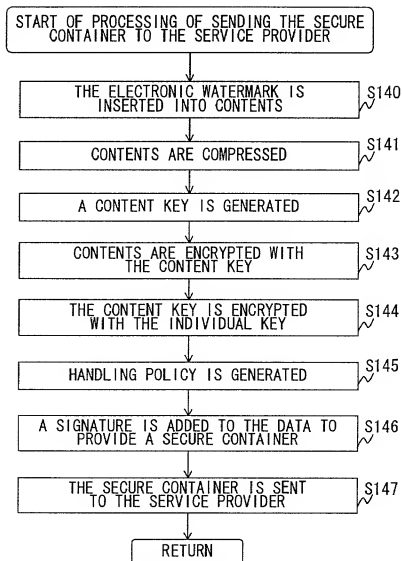 START OF PROCESSING OF SENDING THE SECURE
CONTAINER TO THE SERVICE PROVIDER
THE ELECTRONIC WATERMARK IS
INSERTED INTO CONTENTS
S140
CONTENTS ARE COMPRESSED
S141
A CONTENT KEY IS GENERATED
S142
CONTENTS ARE ENCRYPTED WITH
THE CONTENT KEY
S143
THE CONTENT KEY IS ENCRYPTED
WITH THE INDIVIDUAL KEY
S144
HANDLING POLICY IS GENERATED
S145
A SIGNATURE IS ADDED TO THE DATA TO
PROVIDE A SECURE CONTAINER
S146
THE SECURE CONTAINER IS SENT
TO THE SERVICE PROVIDER
S147
RETURN